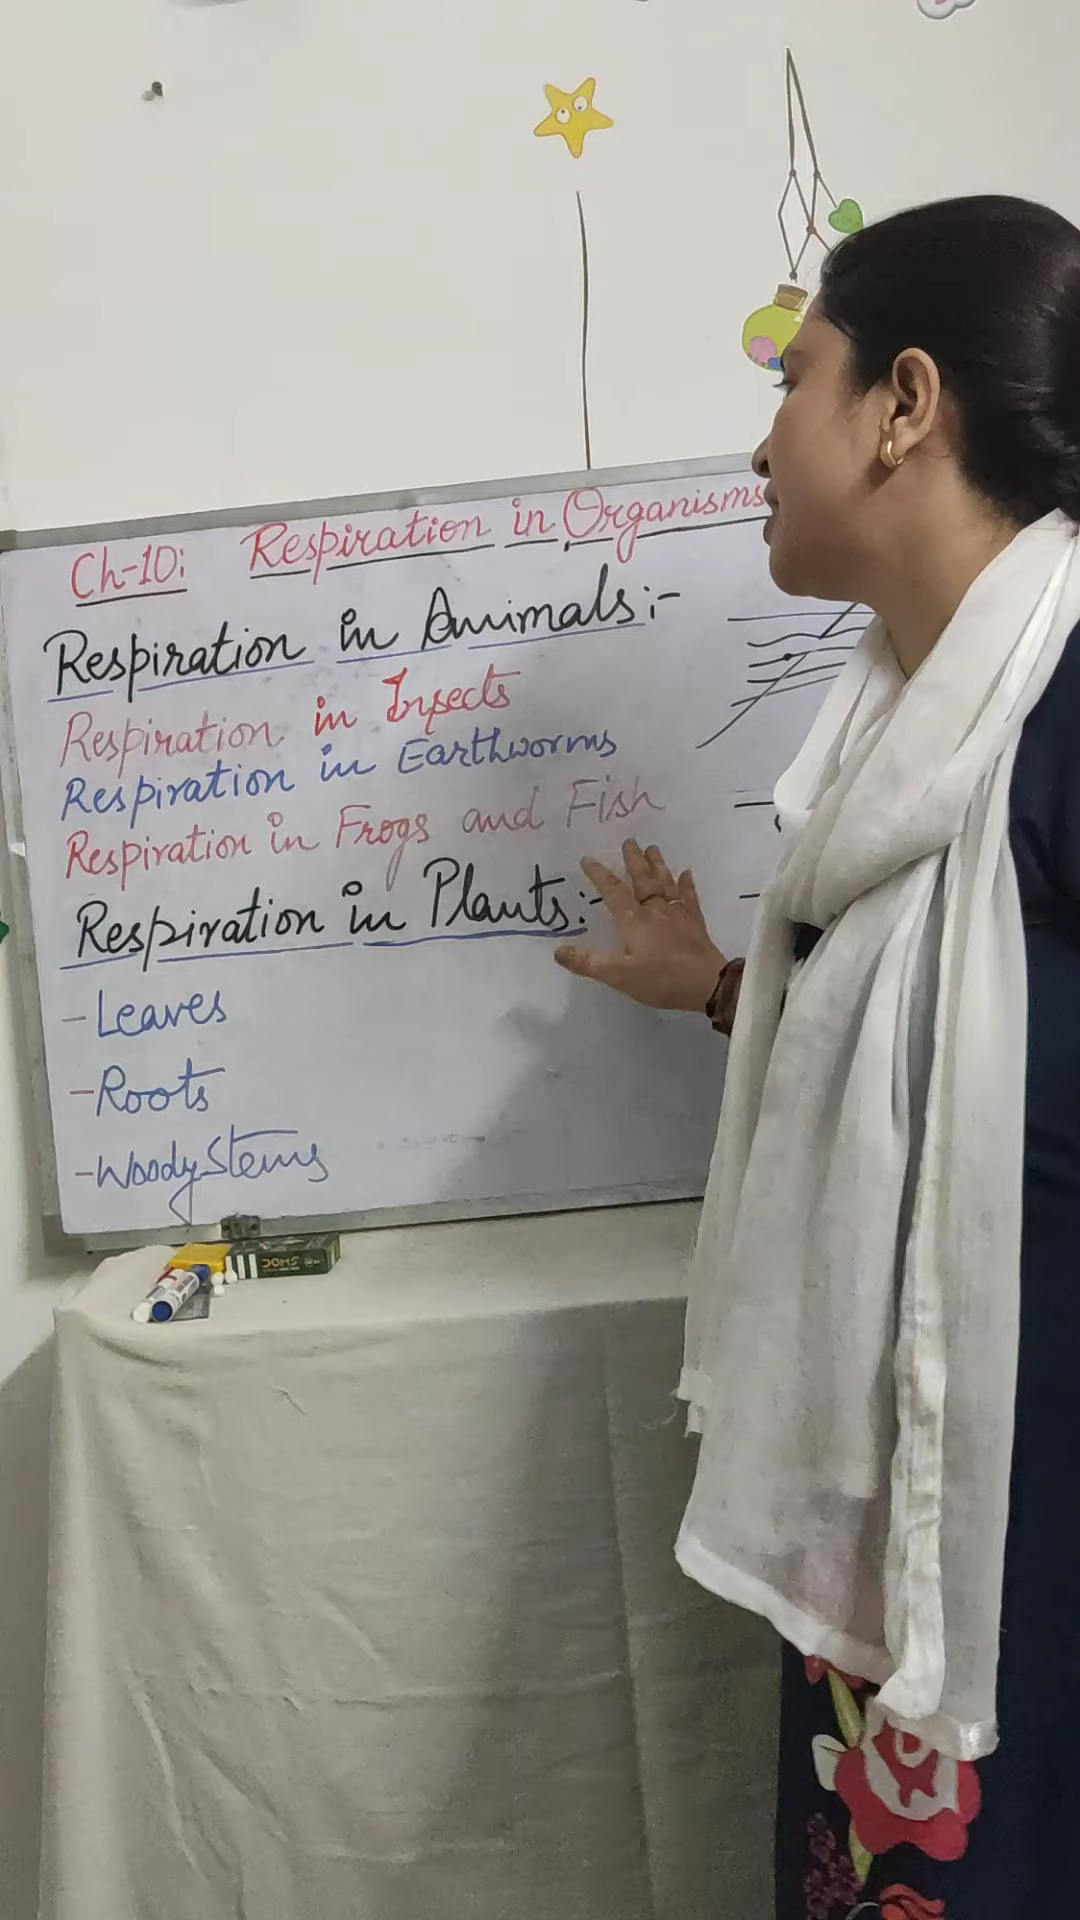 Ch-10: Respiration in Organisms
Respiration in Animals:-
Respiration in Insects
Respiration in Earthworms
Respiration in Frogs and Fish
Respiration in Plants:-
- Leaves
- Roots
- Woody Stems
DOMS